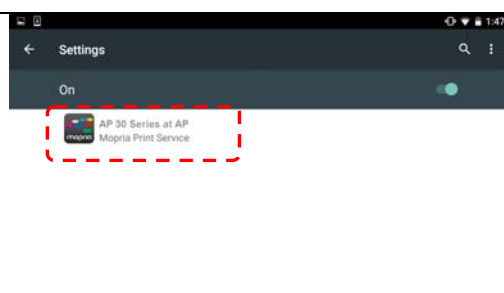 1:47
Settings
On
mopria
AP 30 Series at AP
Mopria Print Service